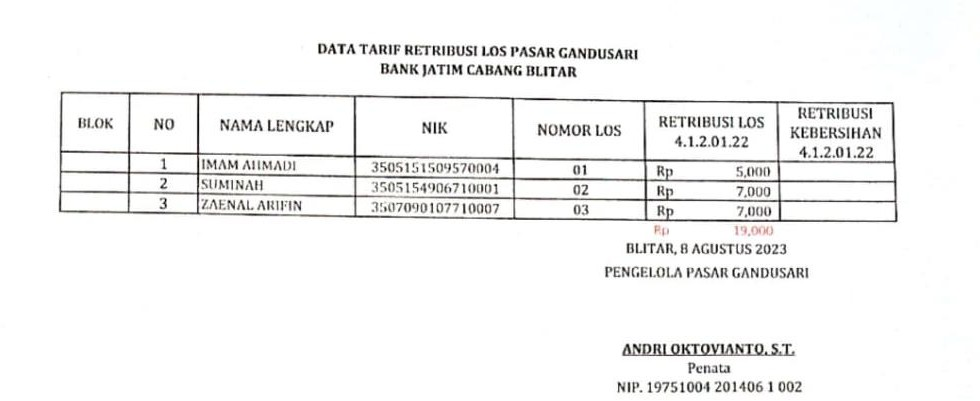 DATA TARIF RETRIBUSI LOS PASAR GANDUSARI
BANK JATIM CABANG BLITAR
BLOK NO NAMA LENGKAP NIK NOMOR LOS RETRIBUSI LOS 4.1.2.01.22 RETRIBUSI KEBERSIHAN 4.1.2.01.22
1 IMAM AHMADI 3505151509570004 01 Rp 5,000
2 SUMINAH 3505154906710001 02 Rp 7,000
3 ZAENAL ARIFIN 3507090107710007 03 Rp 7,000
Rp 19,000
BLITAR, 8 AGUSTUS 2023
PENGELOLA PASAR GANDUSARI
ANDRI OKTOVIANTO, S.T.
Penata
NIP. 19751004 201406 1 002